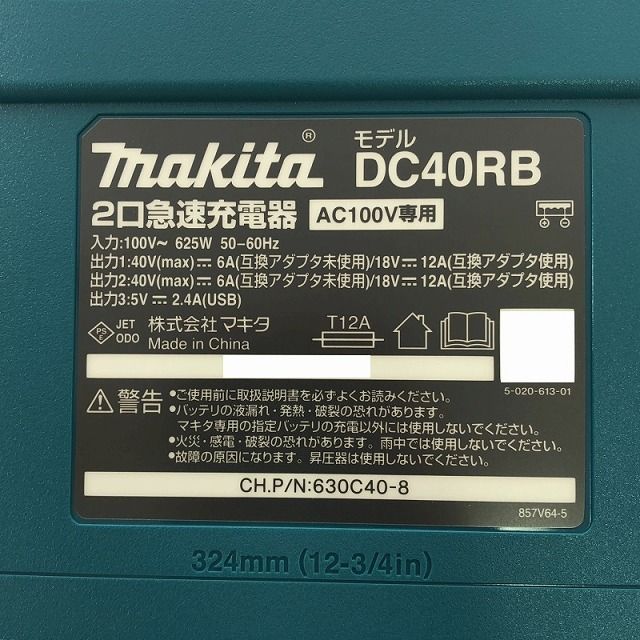 makita® モデル DC40RB
2口急速充電器 AC100V専用
入力:100V～ 625W 50–60Hz
出力1:40V(max)⎓6A(互換アダプタ未使用)/18V⎓12A(互換アダプタ使用)
出力2:40V(max)⎓6A(互換アダプタ未使用)/18V⎓12A(互換アダプタ使用)
出力3:5V⎓2.4A(USB)
PSE JET ODO 株式会社マキタ T12A
Made in China
5-020-613-01
警告 •ご使用前に取扱説明書を必ずよくお読みください。
•バッテリの液漏れ・発熱・破裂の恐れがあります。
マキタ専用の指定バッテリの充電以外には使用しないでください。
•火災・感電・破裂の恐れがあります。雨中では使用しないでください。
•故障の原因になります。昇圧器は使用しないでください。
CH.P/N:630C40-8
857V64-5
324mm (12-3/4in)